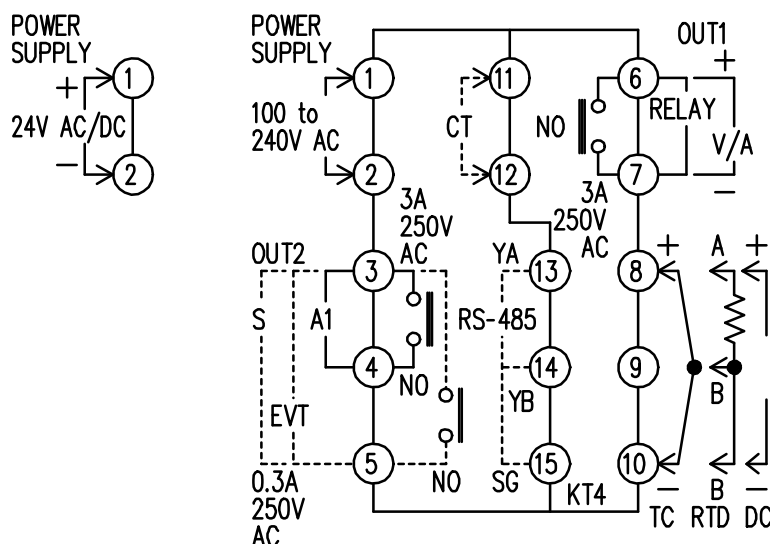 POWER
SUPPLY
+
1
24V AC/DC
−
2
POWER
SUPPLY
1
100 to
240V AC
2
11
CT
12
OUT1
6
+
NO
RELAY
V/A
7
−
3A
250V
AC
3A
250V
AC
OUT2
3
S
A1
4
NO
EVT
5
NO
0.3A
250V
AC
YA
13
RS-485
14
YB
SG
15
KT4
8
+
A
+
9
B
10
−
B
−
TC
RTD
DC